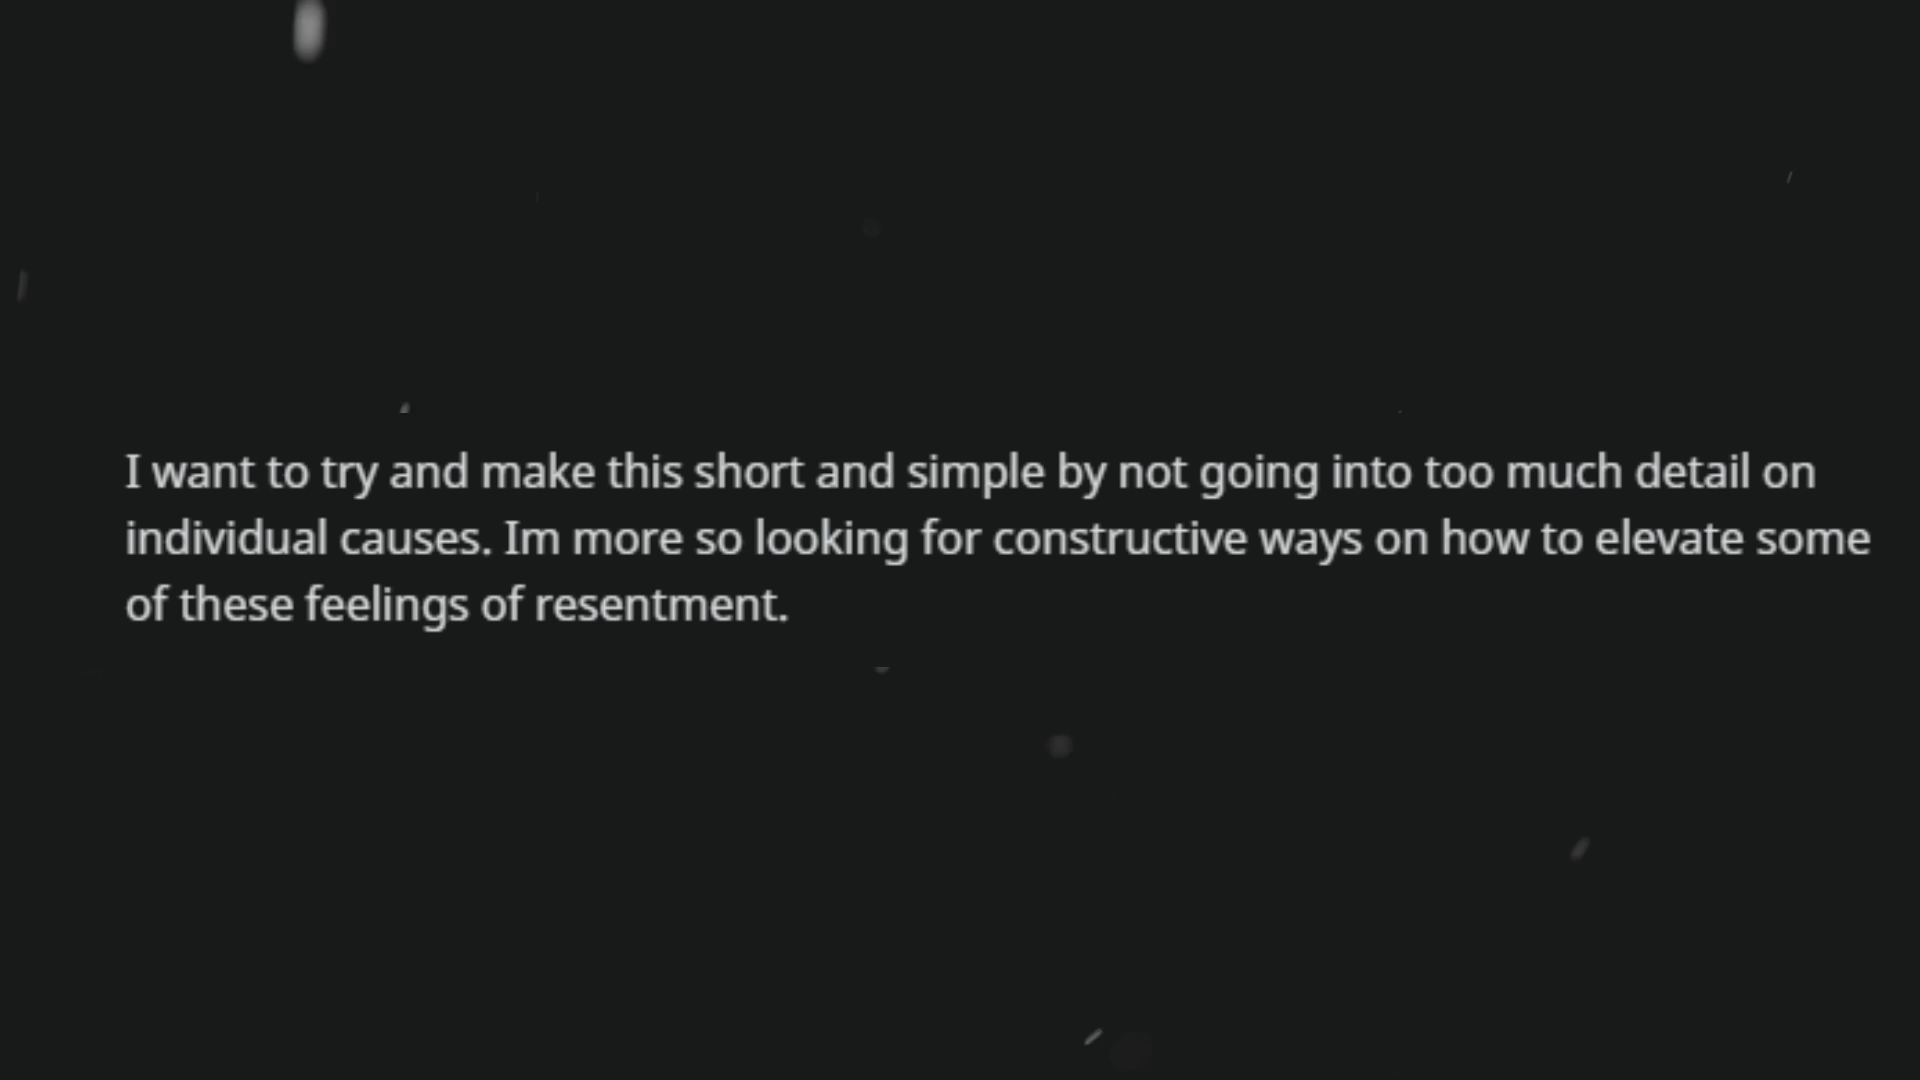 I want to try and make this short and simple by not going into too much detail on
individual causes. Im more so looking for constructive ways on how to elevate some
of these feelings of resentment.